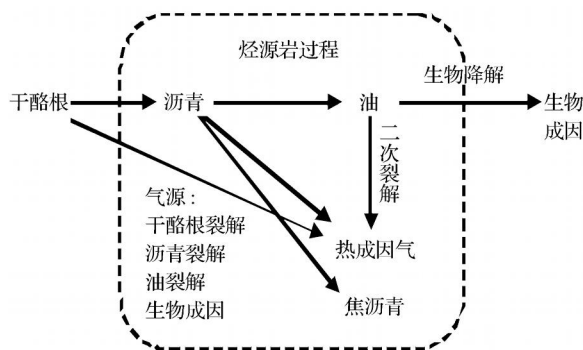 烃源岩过程
生物降解
干酪根
沥青
油
生物
成因
二次裂解
气源：
干酪根裂解
沥青裂解
油裂解
生物成因
热成因气
焦沥青